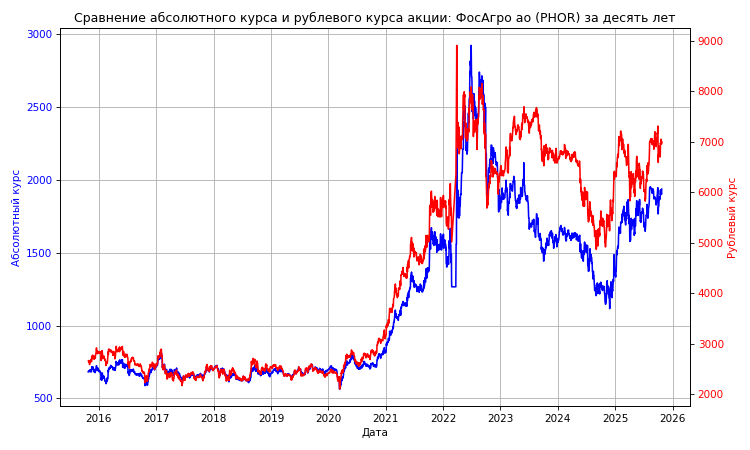 Сравнение абсолютного курса и рублевого курса акции: ФосАгро ао (PHOR) за десять лет
3000
2500
2000
1500
1000
500
Абсолютный курс
9000
8000
7000
6000
5000
4000
3000
2000
Рублевый курс
2016 2017 2018 2019 2020 2021 2022 2023 2024 2025 2026
Дата